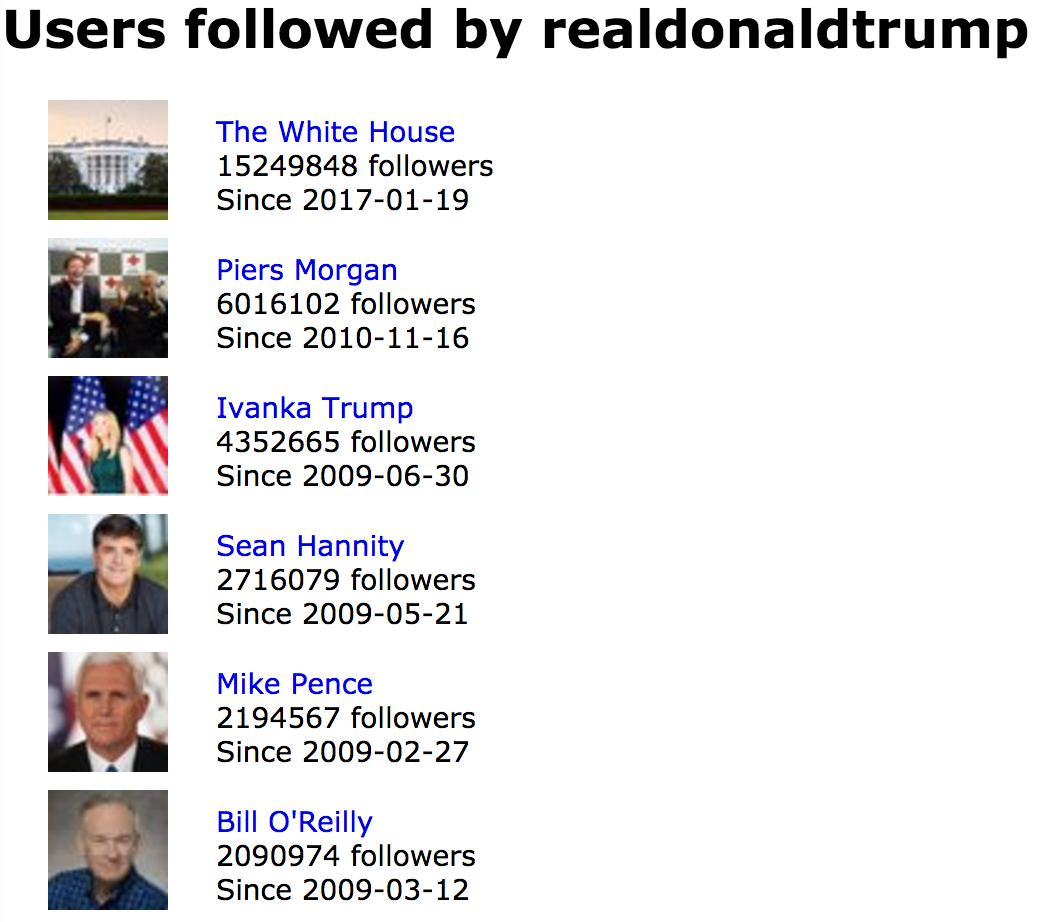 Users followed by realdonaldtrump
The White House
15249848 followers
Since 2017-01-19
Piers Morgan
6016102 followers
Since 2010-11-16
Ivanka Trump
4352665 followers
Since 2009-06-30
Sean Hannity
2716079 followers
Since 2009-05-21
Mike Pence
2194567 followers
Since 2009-02-27
Bill O'Reilly
2090974 followers
Since 2009-03-12